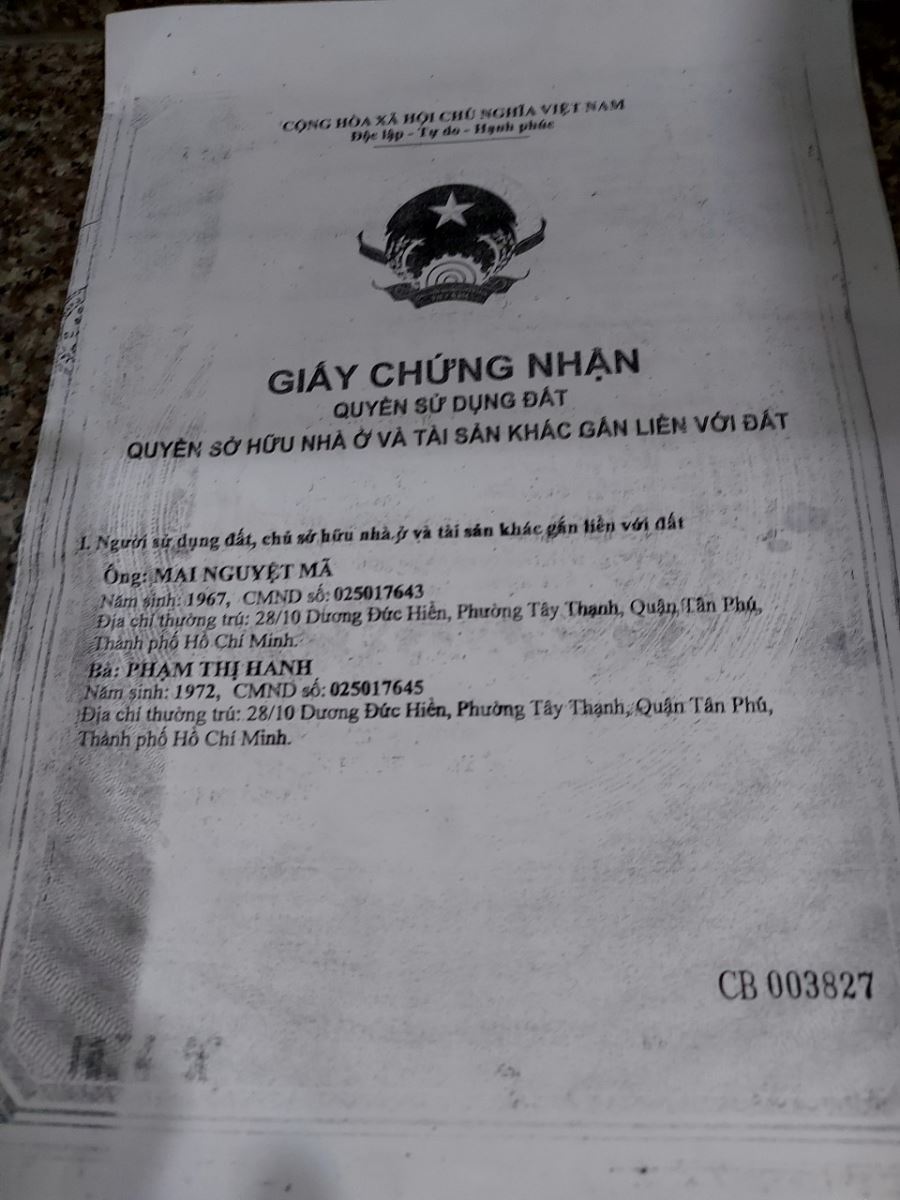 CỘNG HÒA XÃ HỘI CHỦ NGHĨA VIỆT NAM
Độc lập - Tự do - Hạnh phúc
GIẤY CHỨNG NHẬN
QUYỀN SỬ DỤNG ĐẤT
QUYỀN SỞ HỮU NHÀ Ở VÀ TÀI SẢN KHÁC GẮN LIỀN VỚI ĐẤT
I. Người sử dụng đất, chủ sở hữu nhà ở và tài sản khác gắn liền với đất
Ông: MAI NGUYỆT MÃ
Năm sinh: 1967, CMND số: 025017643
Địa chỉ thường trú: 28/10 Dương Đức Hiền, Phường Tây Thạnh, Quận Tân Phú,
Thành phố Hồ Chí Minh.
Bà: PHẠM THỊ HANH
Năm sinh: 1972, CMND số: 025017645
Địa chỉ thường trú: 28/10 Dương Đức Hiền, Phường Tây Thạnh, Quận Tân Phú,
Thành phố Hồ Chí Minh.
CB 003827